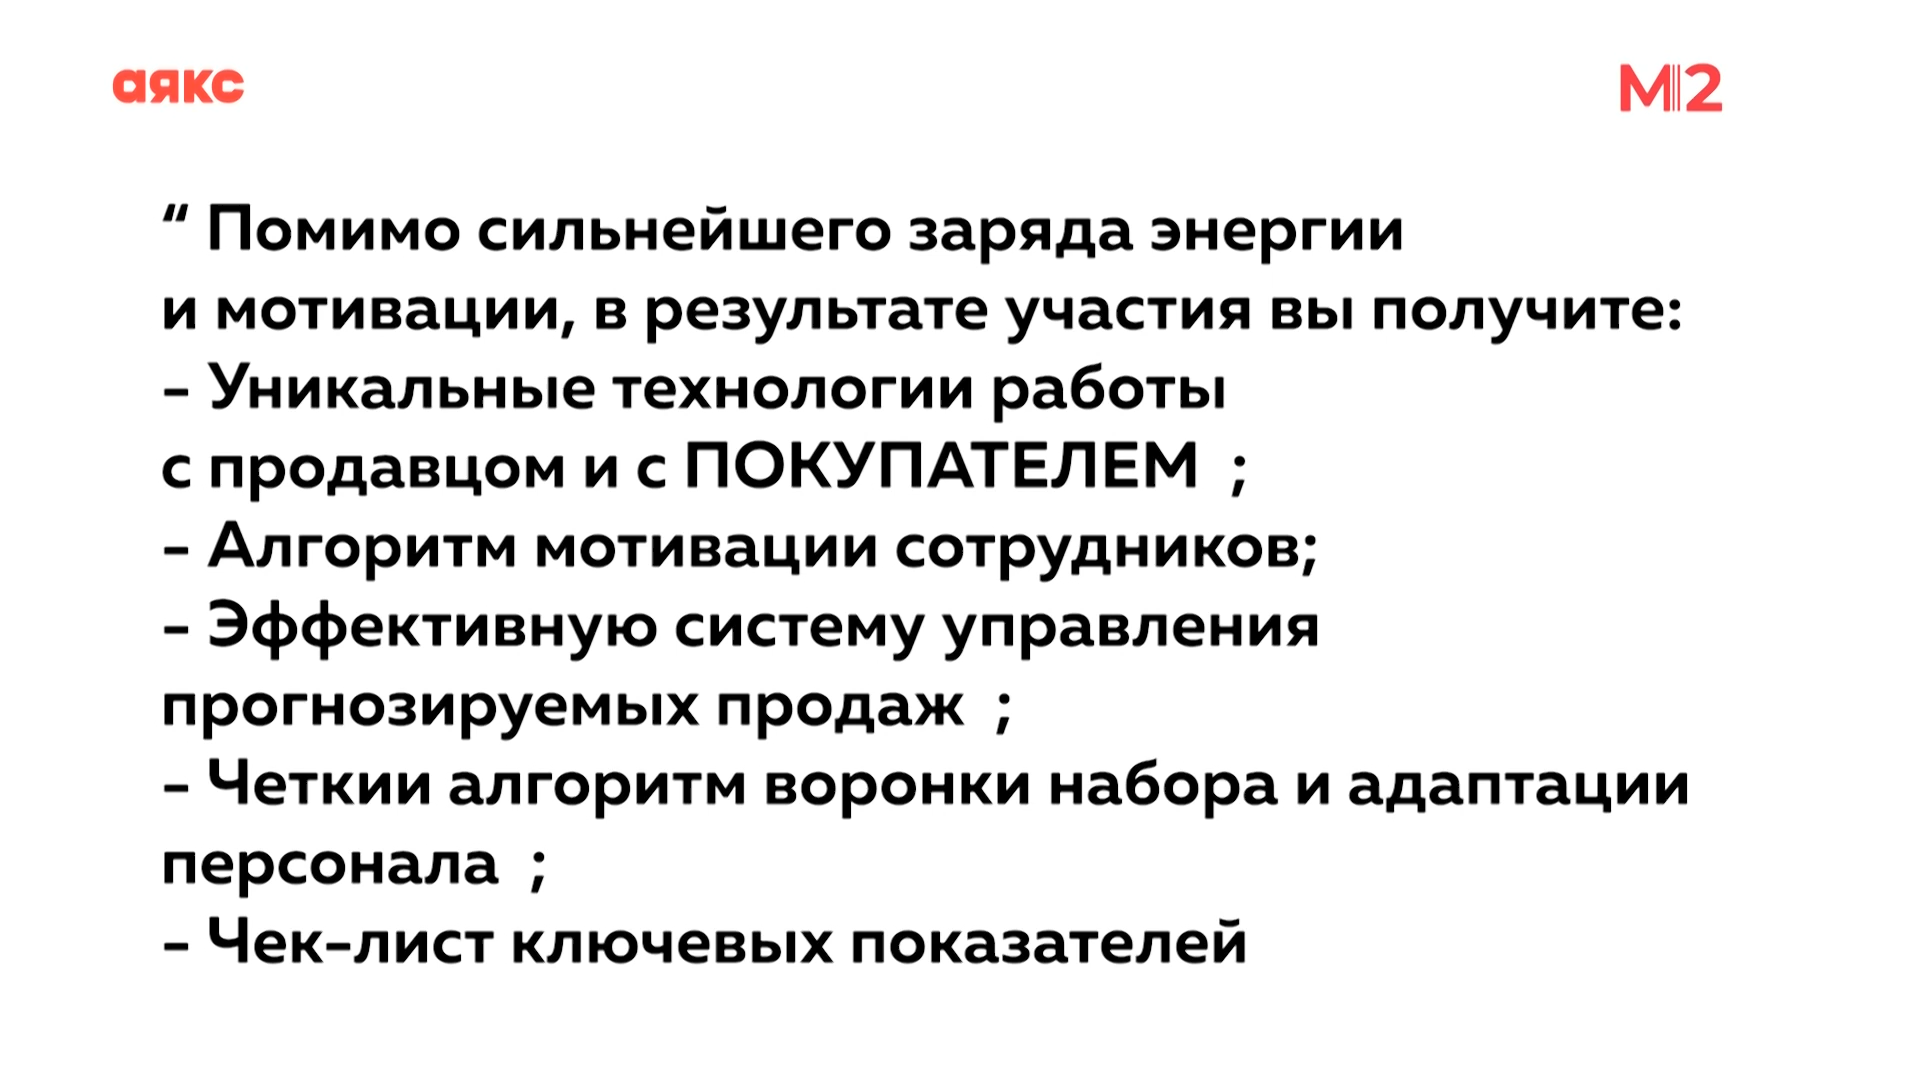 аякс
М2
“ Помимо сильнейшего заряда энергии
и мотивации, в результате участия вы получите:
- Уникальные технологии работы
с продавцом и с ПОКУПАТЕЛЕМ ;
- Алгоритм мотивации сотрудников;
- Эффективную систему управления
прогнозируемых продаж ;
- Четкии алгоритм воронки набора и адаптации
персонала ;
- Чек-лист ключевых показателей